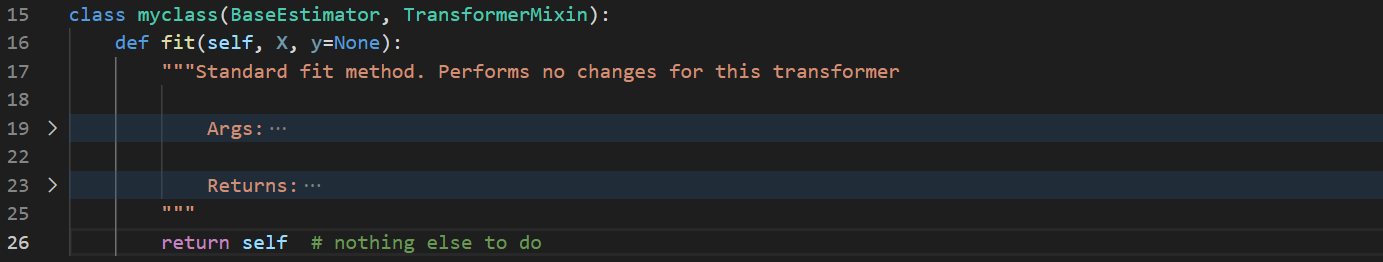 15 class myclass(BaseEstimator, TransformerMixin):
16     def fit(self, X, y=None):
17         """Standard fit method. Performs no changes for this transformer
18
19 >           Args: ···
22
23 >           Returns: ···
25         """
26         return self  # nothing else to do